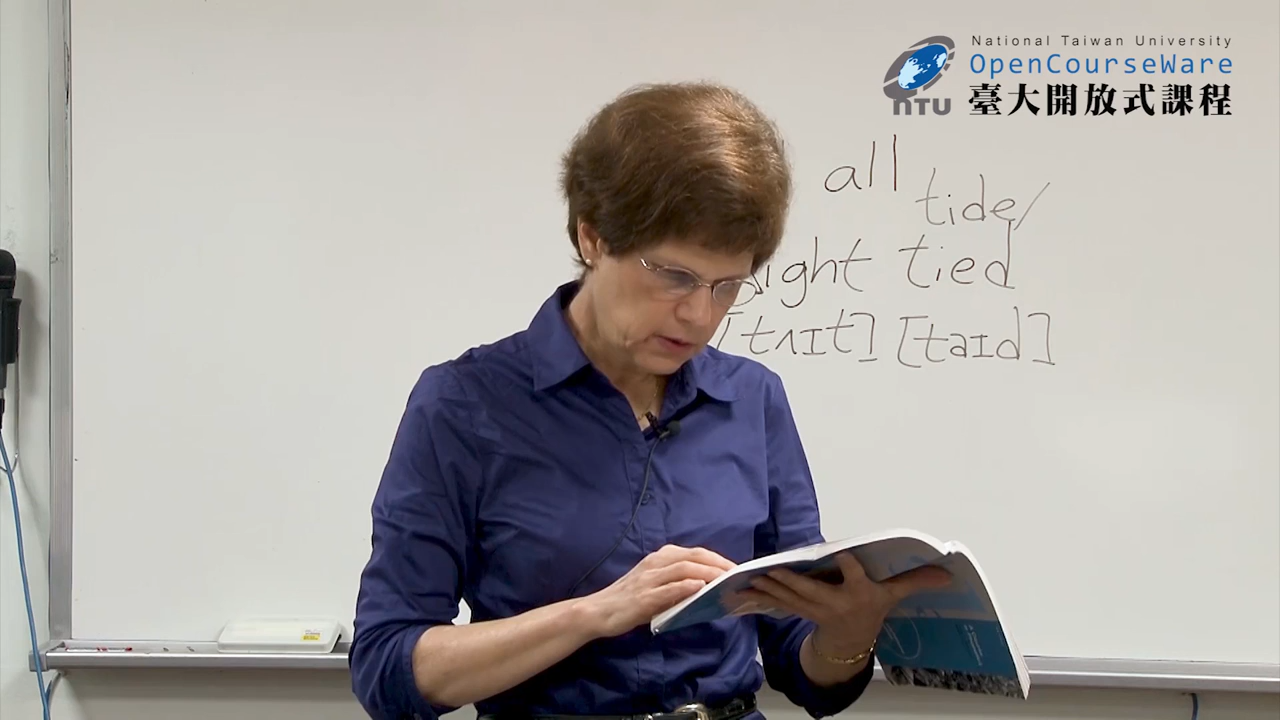 National Taiwan University
OpenCourseWare
臺大開放式課程
NTU
all
tide/
ight tied
[tʌɪt] [taɪd]